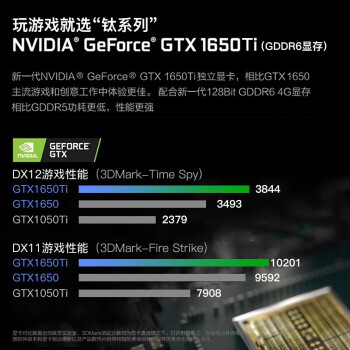 玩游戏就选“钛系列”
NVIDIA® GeForce® GTX 1650Ti (GDDR6显存)
新一代NVIDIA® GeForce® GTX 1650Ti独立显卡，相比GTX1650
主流游戏和创意工作中体验更佳。 配合新一代128Bit GDDR6 4G显存
相比GDDR5功耗更低，性能更强
NVIDIA
GEFORCE®
GTX
DX12游戏性能（3DMark-Time Spy）
GTX1650Ti 3844
GTX1650 3493
GTX1050Ti 2379
DX11游戏性能（3DMark-Fire Strike）
GTX1650Ti 10201
GTX1650 9592
GTX1050Ti 7908